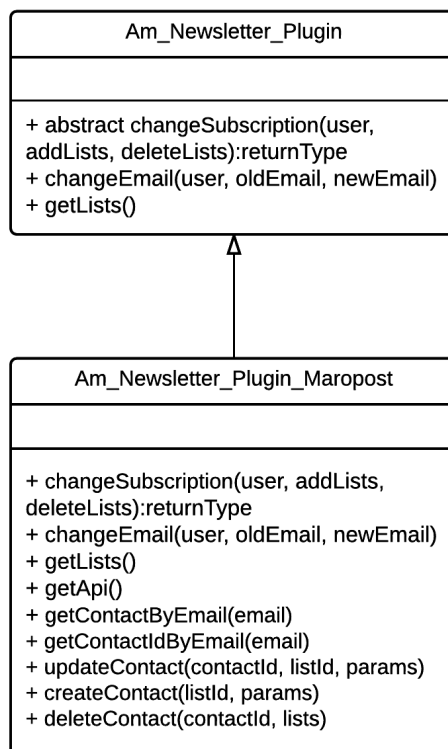 Am_Newsletter_Plugin
+ abstract changeSubscription(user,
addLists, deleteLists):returnType
+ changeEmail(user, oldEmail, newEmail)
+ getLists()
Am_Newsletter_Plugin_Maropost
+ changeSubscription(user, addLists,
deleteLists):returnType
+ changeEmail(user, oldEmail, newEmail)
+ getLists()
+ getApi()
+ getContactByEmail(email)
+ getContactIdByEmail(email)
+ updateContact(contactId, listId, params)
+ createContact(listId, params)
+ deleteContact(contactId, lists)